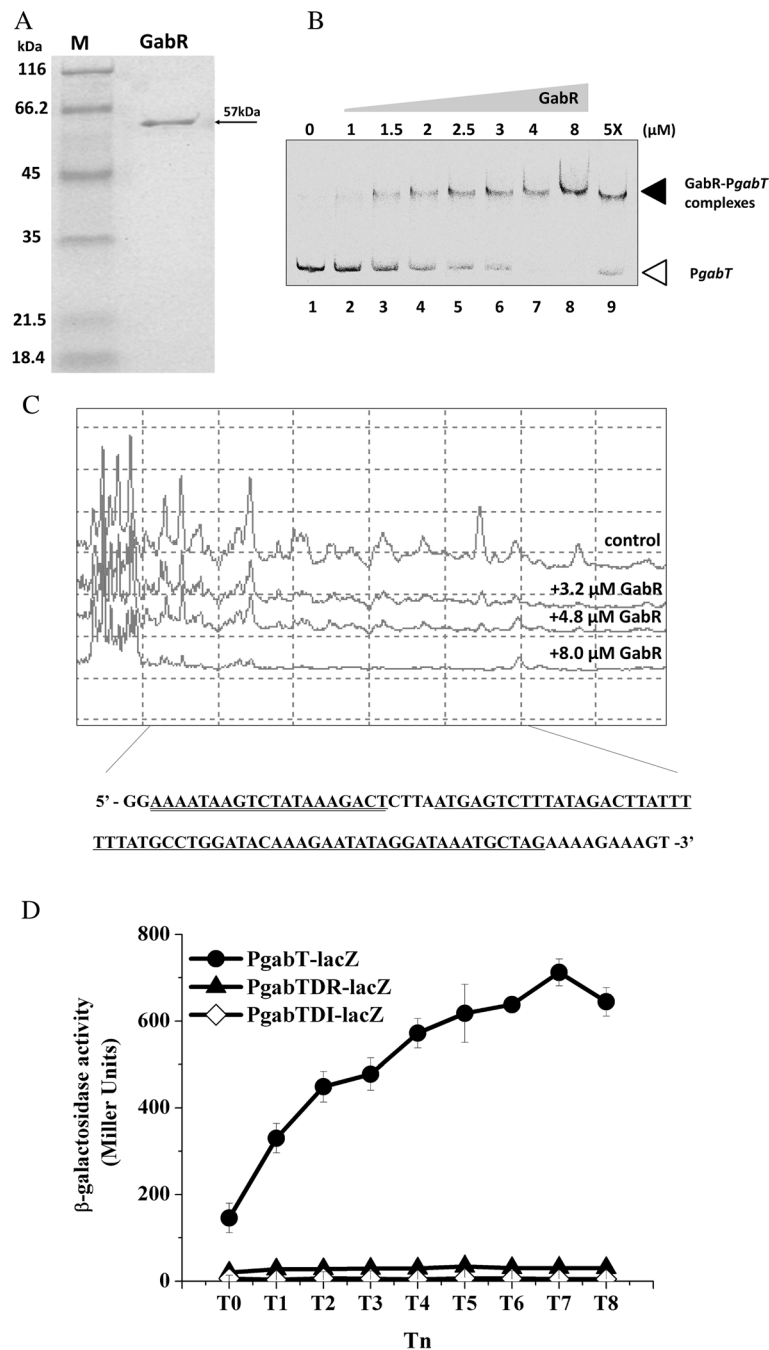 A
kDa M GabR
116
66.2
57kDa
45
35
21.5
18.4
B
GabR
0 1 1.5 2 2.5 3 4 8 5X (µM)
GabR-PgabT
complexes
PgabT
1 2 3 4 5 6 7 8 9
C
control
+3.2 µM GabR
+4.8 µM GabR
+8.0 µM GabR
5’ - GGAAAATAAGTCTATAAAGACTCTTAATGAGTCTTTATAGACTTATTT
TTTATGCCTGGATACAAAGAATATAGGATAAATGCTAGAAAAGAAAGT -3’
D
PgabT-lacZ
PgabTDR-lacZ
PgabTDI-lacZ
β-galactosidase activity
(Miller Units)
800
600
400
200
0
T0 T1 T2 T3 T4 T5 T6 T7 T8
Tn